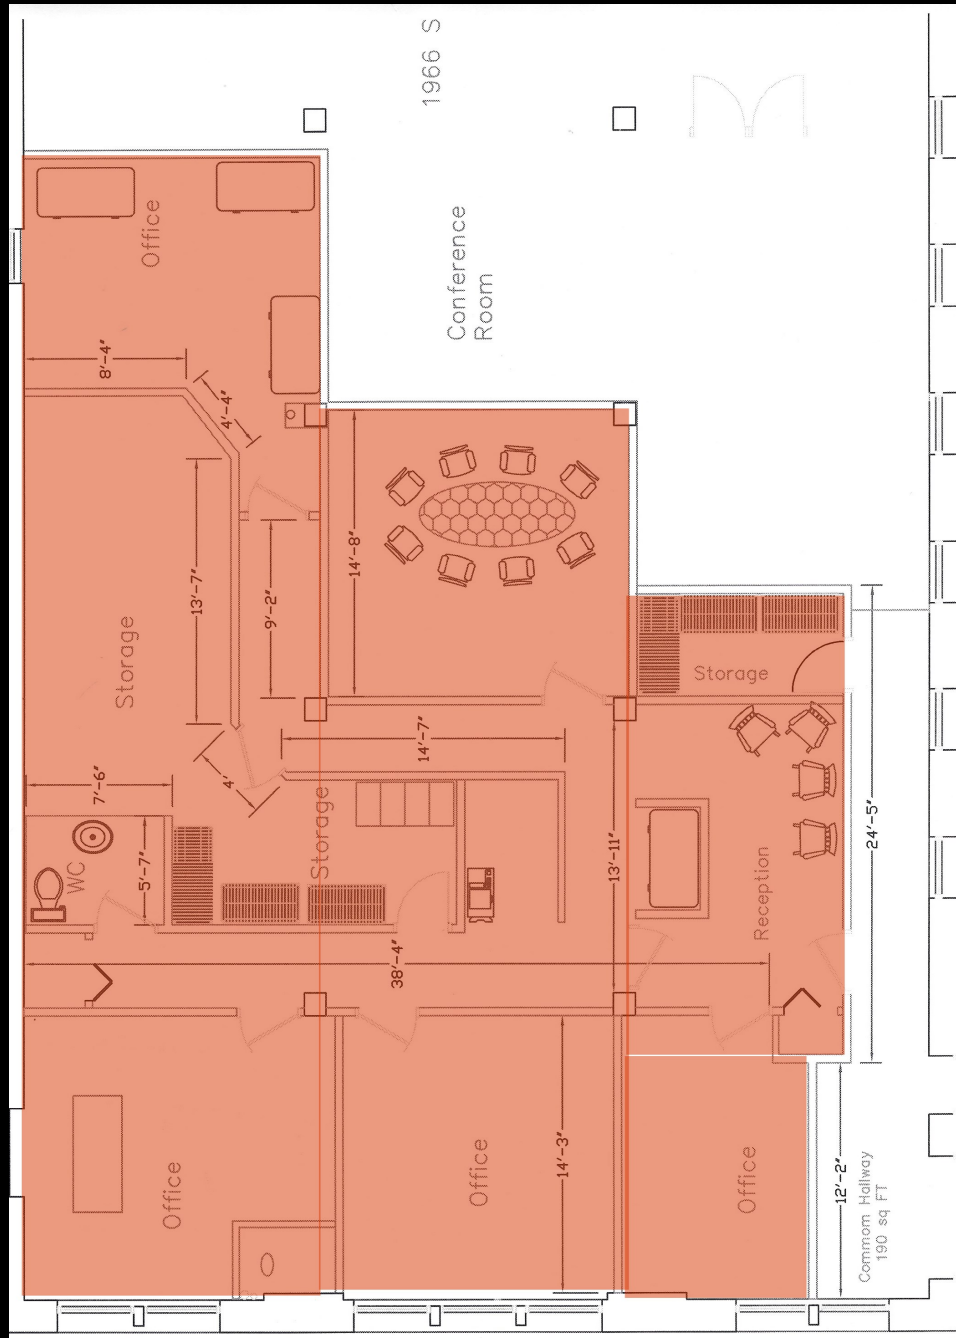 1966 S
Office
Conference
Room
8'-4"
4'-4"
13'-7"
9'-2"
14'-8"
Storage
Storage
14'-7"
4'
7'-6"
5'-7"
WC
Storage
13'-11"
24'-5"
Reception
38'-4"
Office
Office
14'-3"
Office
12'-2"
Commom Hallway
190 sq FT